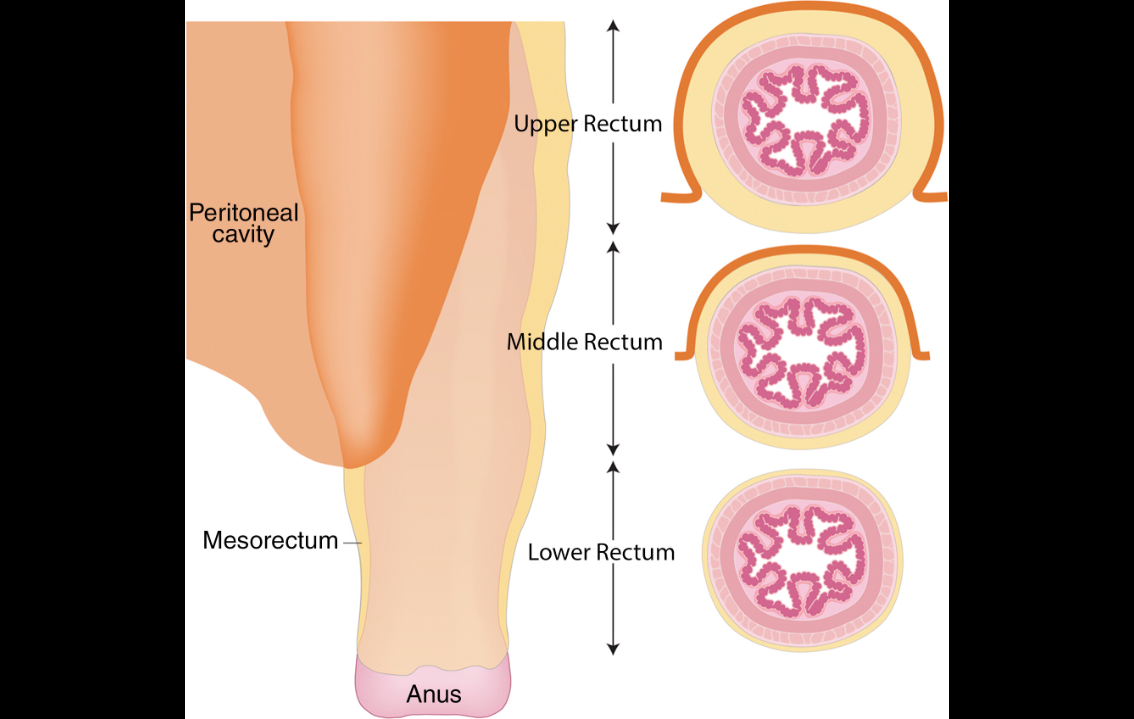 Upper Rectum
Peritoneal
cavity
Middle Rectum
Mesorectum
Lower Rectum
Anus